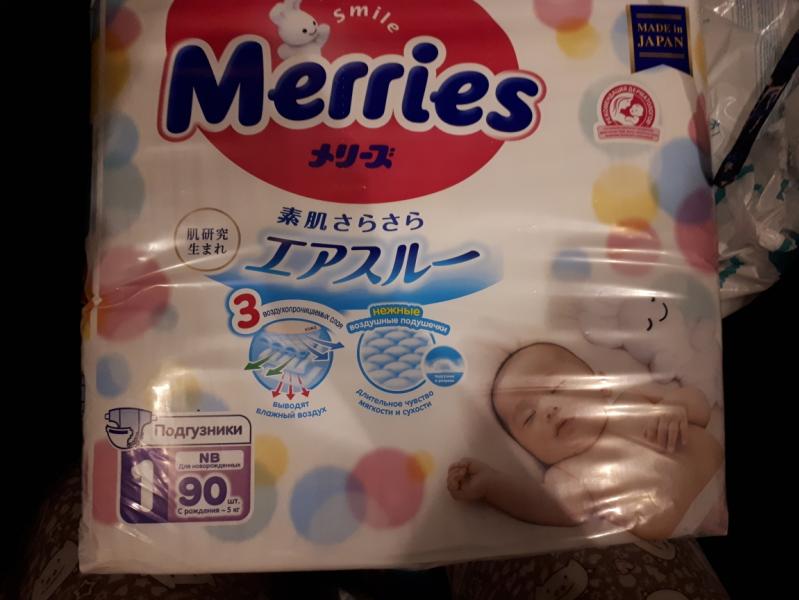 Smile
Merries
メリーズ
MADE in
JAPAN
肌研究
生まれ
素肌さらさら
エアスルー
3 воздухопроницаемых слоя
кожа
выводят
влажный воздух
нежные
воздушные подушечки
длительное чувство
мягкости и сухости
Подгузники
1
NB
Для новорожденных
90 шт.
С рождения ~ 5 кг